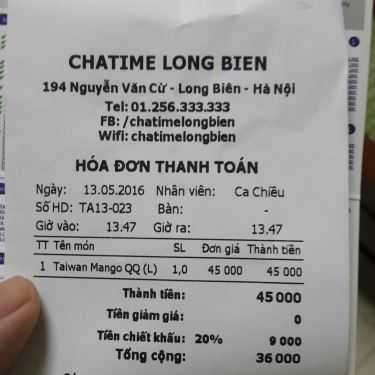 CHATIME LONG BIEN
194 Nguyễn Văn Cừ - Long Biên - Hà Nội
Tel: 01.256.333.333
FB: /chatimelongbien
Wifi: chatimelongbien
HÓA ĐƠN THANH TOÁN
Ngày: 13.05.2016 Nhân viên: Ca Chiều
Số HD: TA13-023 Bàn: -
Giờ vào: 13.47 Giờ ra: 13.47
TT Tên món SL Đơn giá Thành tiền
1 Taiwan Mango QQ (L) 1,0 45 000 45 000
Thành tiền: 45 000
Tiền giảm giá: 0
Tiền chiết khấu: 20% 9 000
Tổng cộng: 36 000